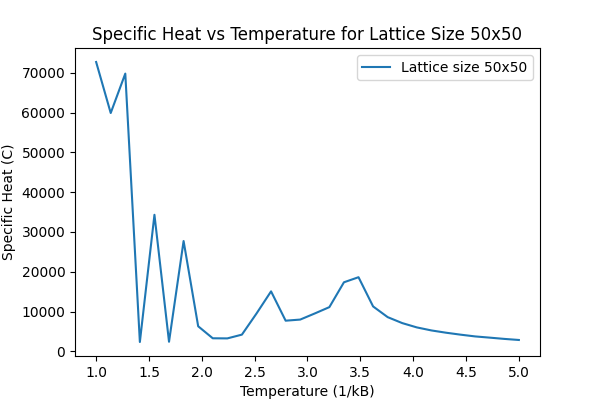 Specific Heat vs Temperature for Lattice Size 50x50
Lattice size 50x50
Specific Heat (C)
70000
60000
50000
40000
30000
20000
10000
0
1.0 1.5 2.0 2.5 3.0 3.5 4.0 4.5 5.0
Temperature (1/kB)